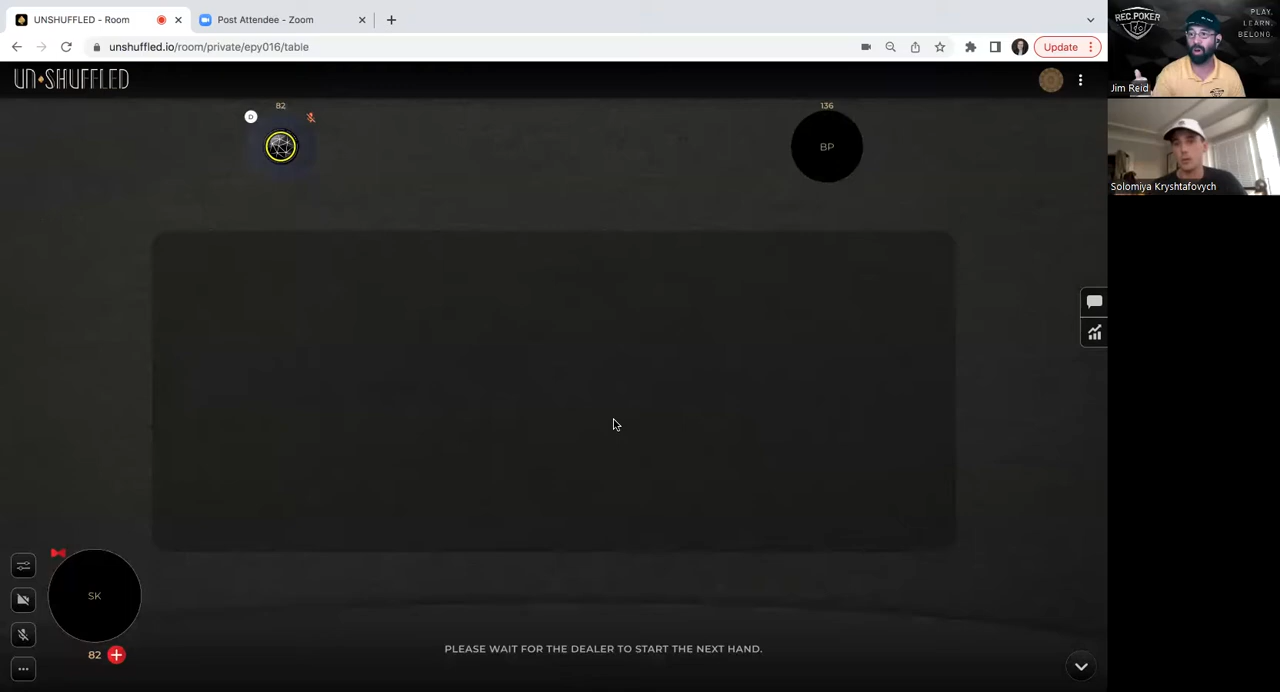 UNSHUFFLED - Room
Post Attendee - Zoom
unshuffled.io/room/private/epy016/table
Update
UN SHUFFLED
82
D
136
BP
SK
82
PLEASE WAIT FOR THE DEALER TO START THE NEXT HAND.
REC.POKER
PLAY.
LEARN.
BELONG.
Jim Reid
Solomiya Kryshtafovych